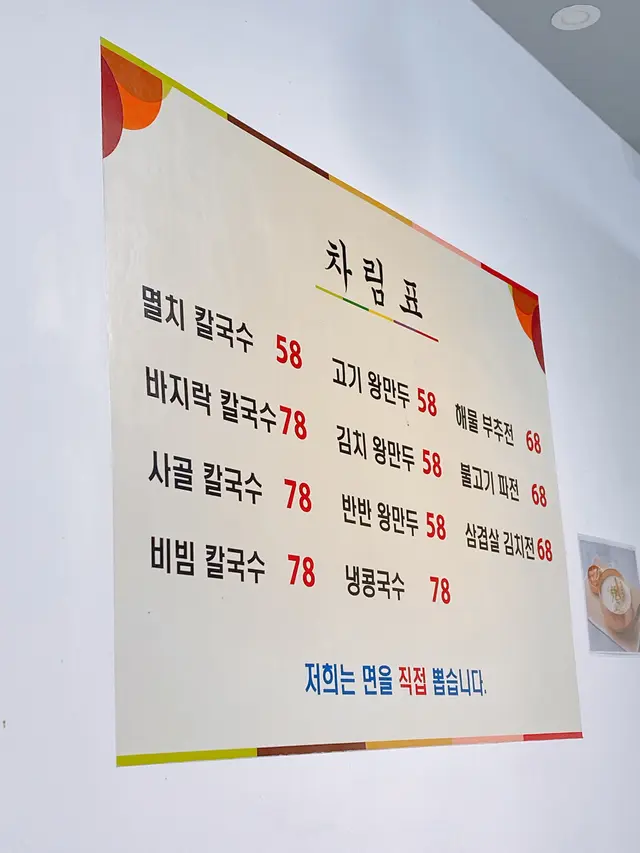 차림표
멸치 칼국수 58
바지락 칼국수 78
사골 칼국수 78
비빔 칼국수 78
고기 왕만두 58
김치 왕만두 58
반반 왕만두 58
냉콩국수 78
해물 부추전 68
불고기 파전 68
삼겹살 김치전 68
저희는 면을 직접 뽑습니다.